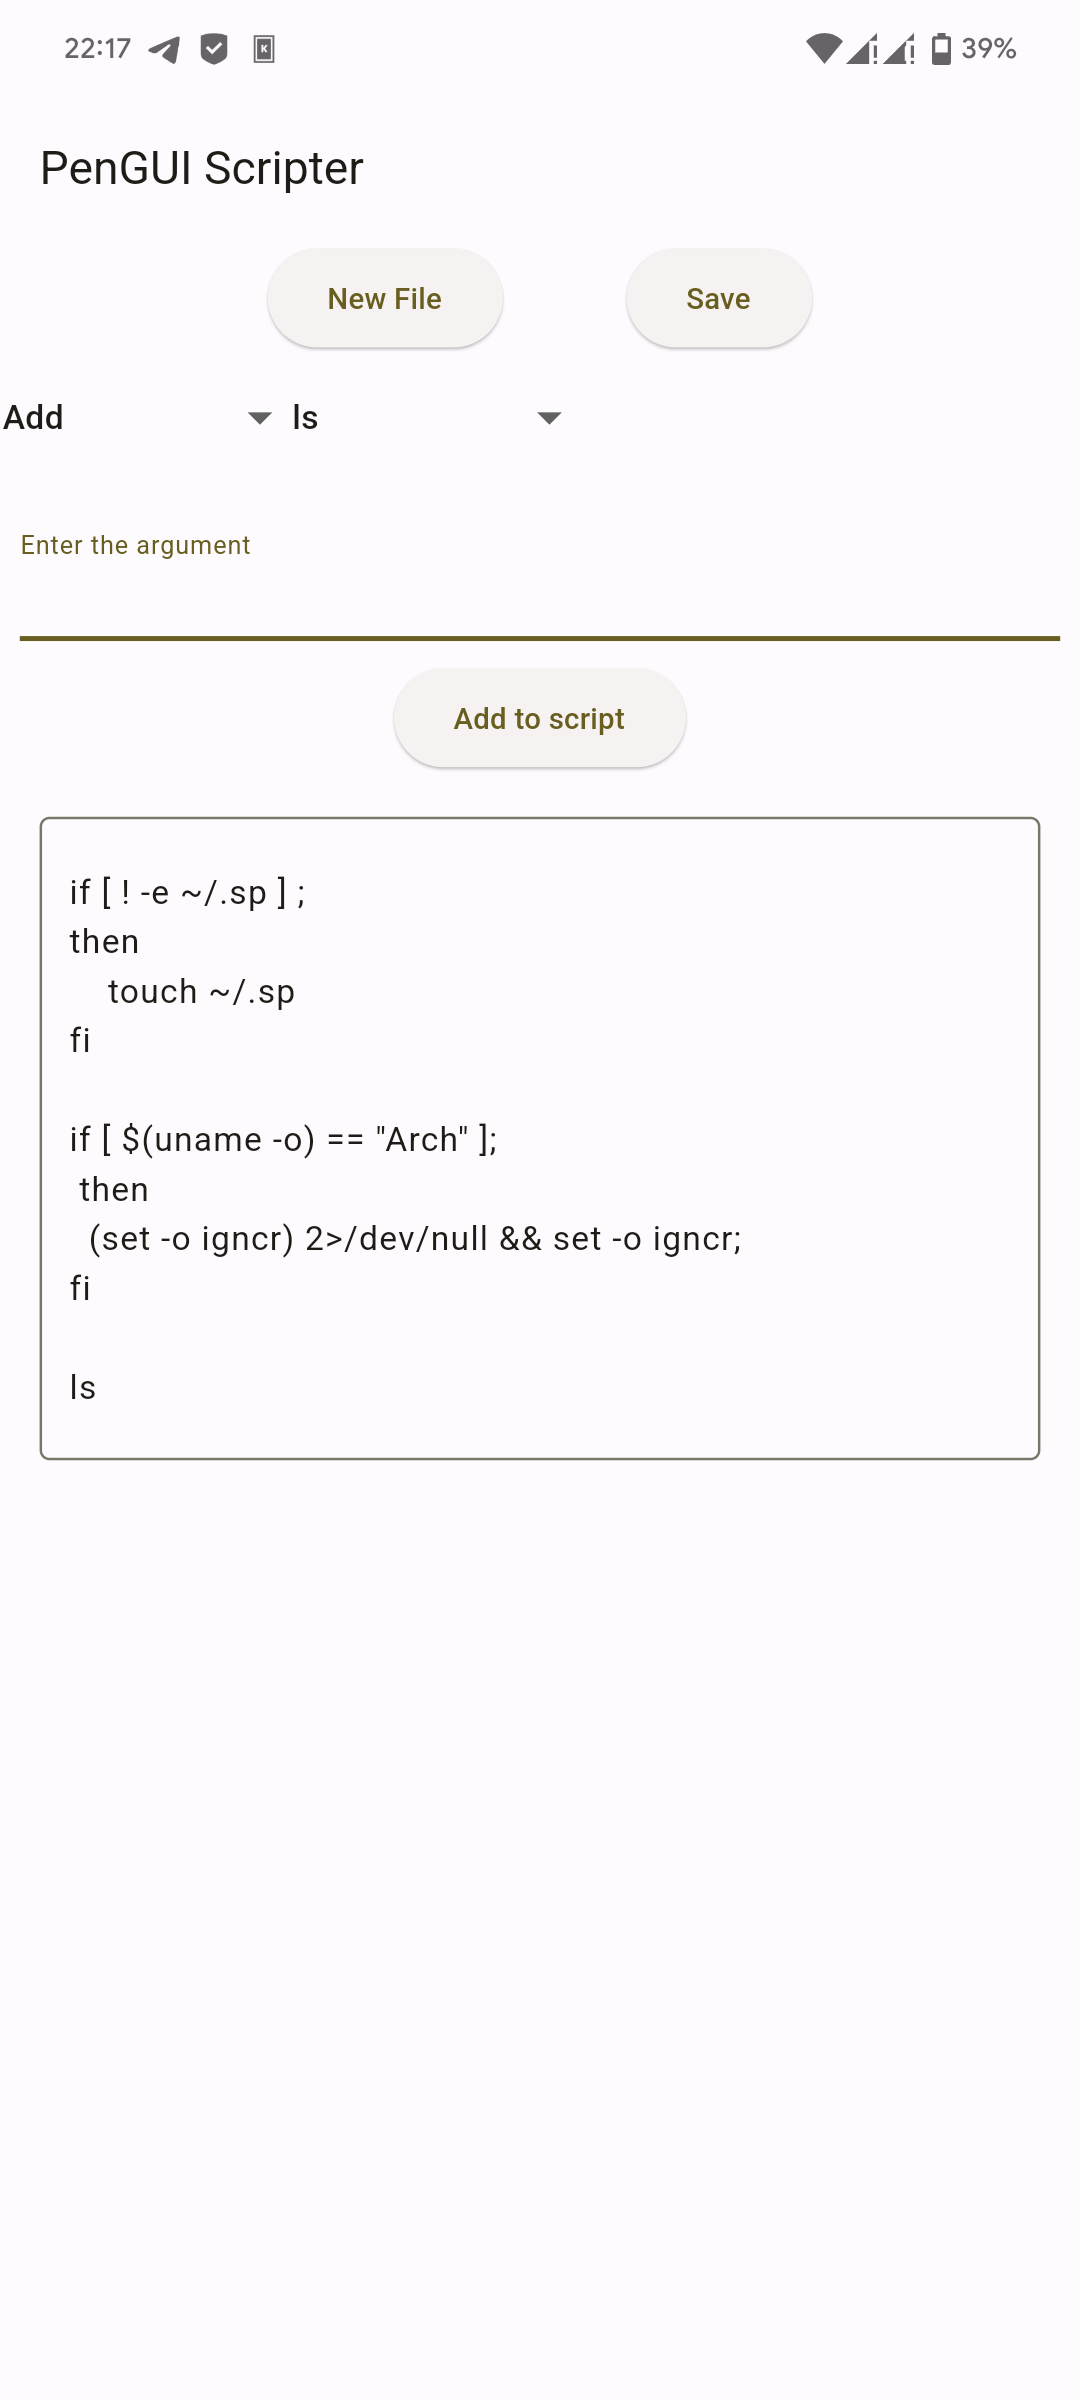 22:17 39%
PenGUI Scripter
New File Save
Add ls
Enter the argument
Add to script
if [ ! -e ~/.sp ] ;
then
    touch ~/.sp
fi

if [ $(uname -o) == "Arch" ];
 then
  (set -o igncr) 2>/dev/null && set -o igncr;
fi

ls